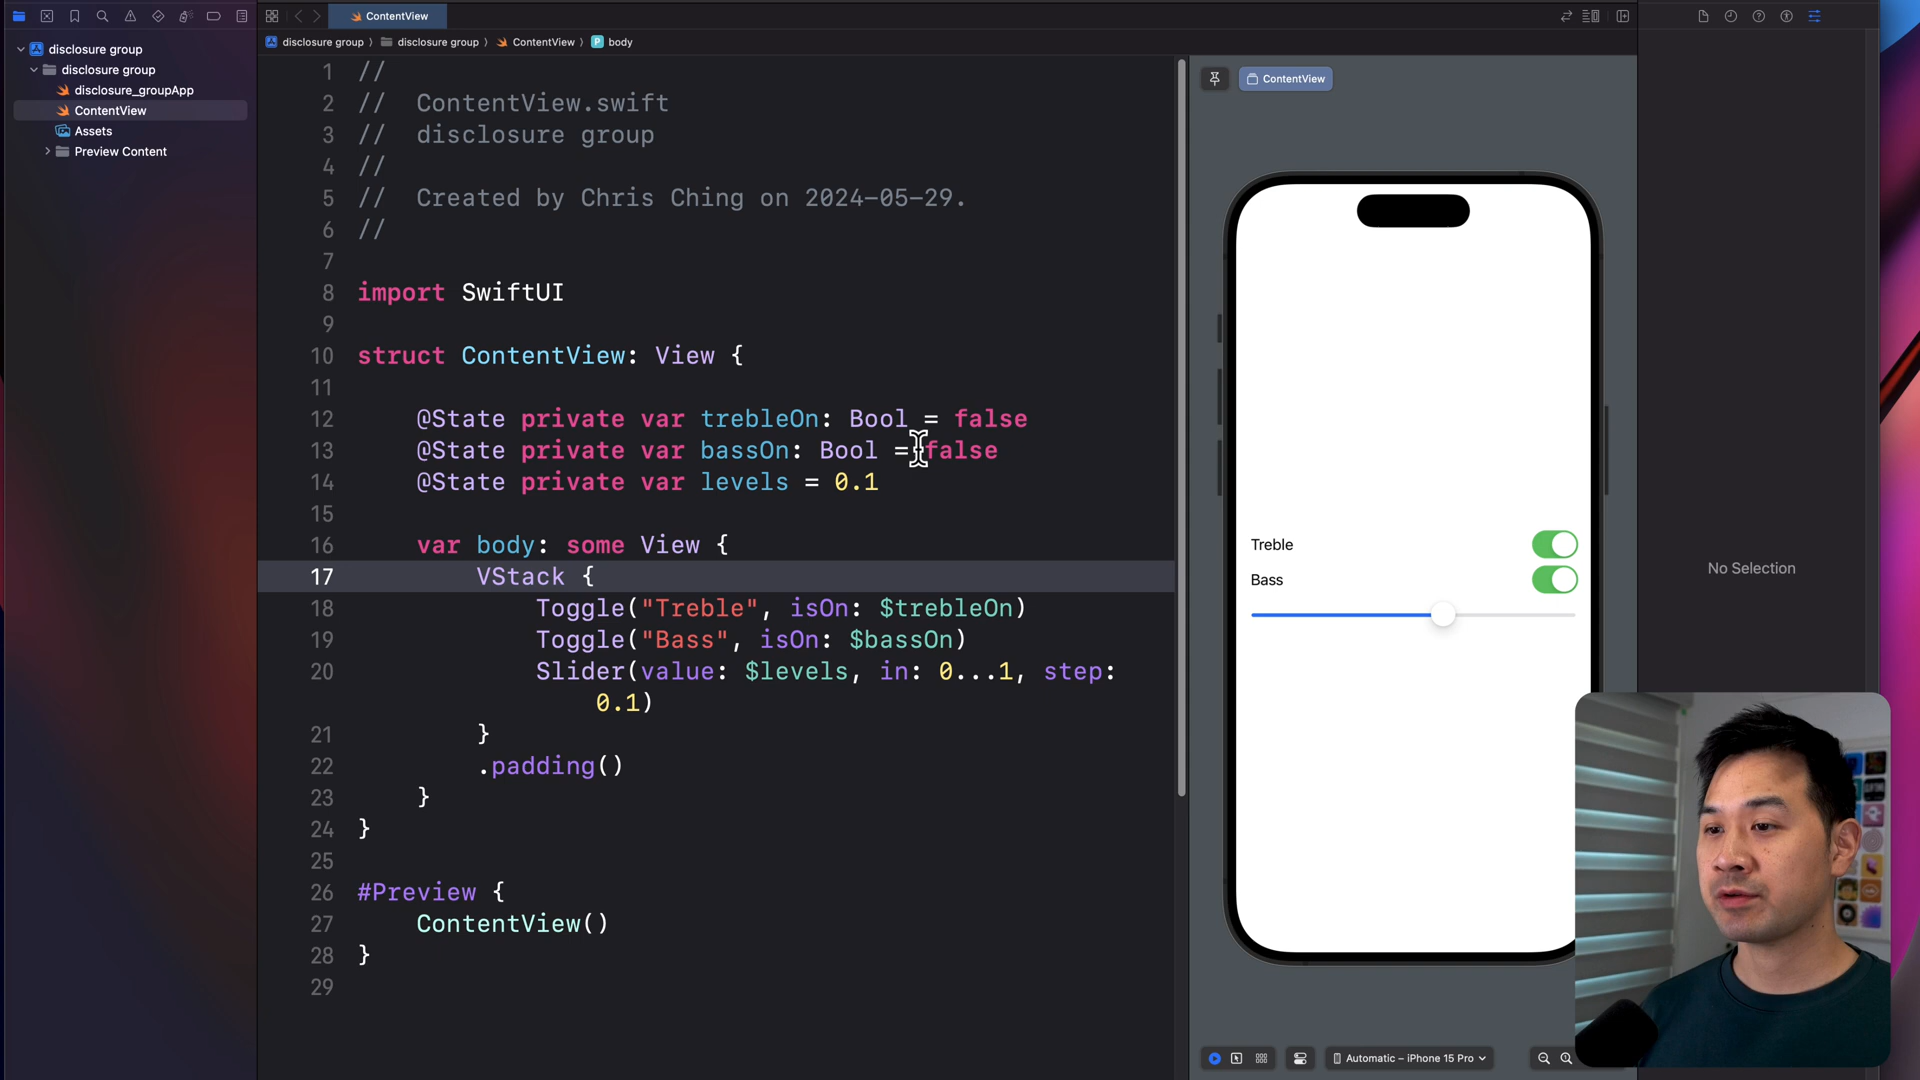 ContentView
disclosure group
disclosure group
disclosure_groupApp
ContentView
Assets
Preview Content
disclosure group 〉 disclosure group 〉 ContentView 〉 P body
1 //
2 //  ContentView.swift
3 //  disclosure group
4 //
5 //  Created by Chris Ching on 2024-05-29.
6 //
7
8 import SwiftUI
9
10 struct ContentView: View {
11
12 @State private var trebleOn: Bool = false
13 @State private var bassOn: Bool = false
14 @State private var levels = 0.1
15
16 var body: some View {
17 VStack {
18 Toggle("Treble", isOn: $trebleOn)
19 Toggle("Bass", isOn: $bassOn)
20 Slider(value: $levels, in: 0...1, step:
0.1)
21 }
22 .padding()
23 }
24 }
25
26 #Preview {
27 ContentView()
28 }
29
ContentView
Treble
Bass
Automatic – iPhone 15 Pro
No Selection